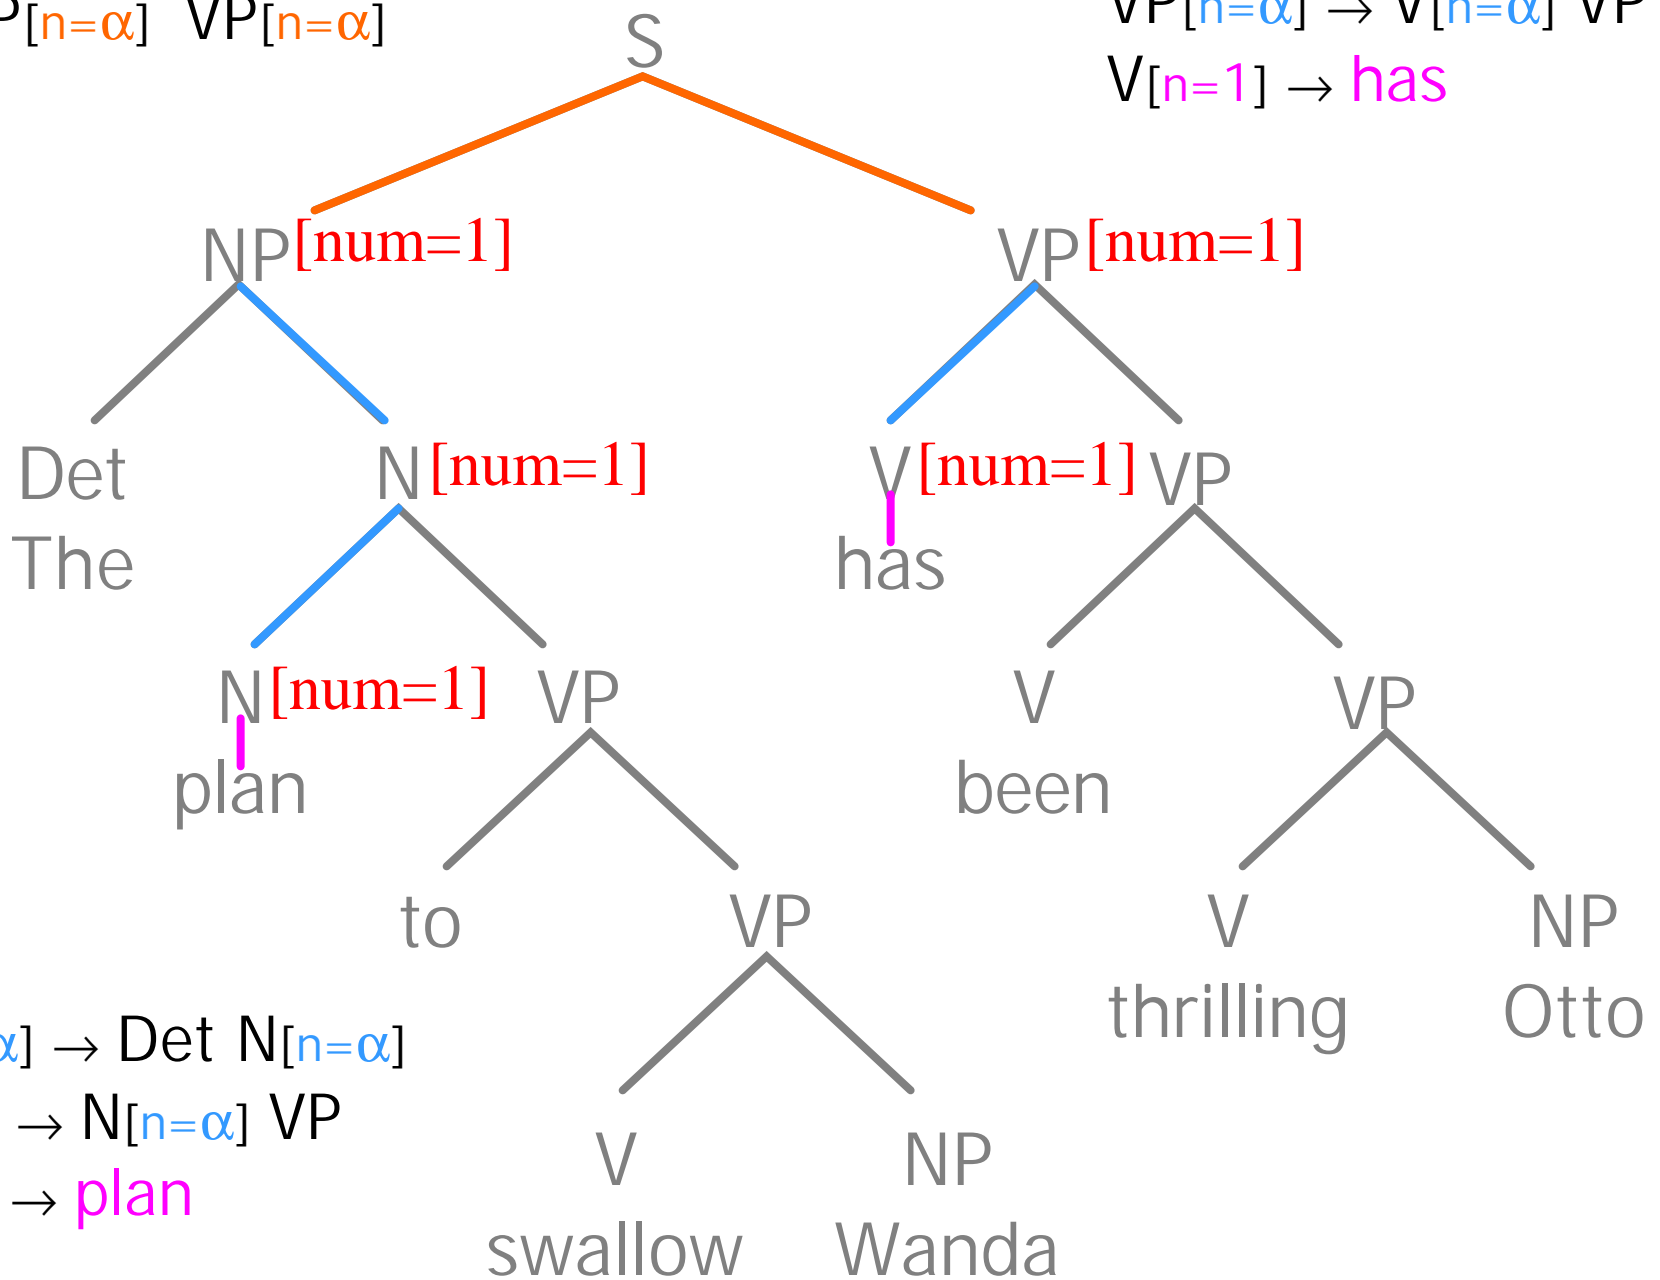 P[n=α] VP[n=α]
VP[n=α] → V[n=α] VP
S
V[n=1] → has
NP[num=1] VP[num=1]
Det N[num=1] V[num=1] VP
The has
N[num=1] VP V VP
plan been
to VP V NP
thrilling Otto
α] → Det N[n=α]
→ N[n=α] VP
V NP
→ plan
swallow Wanda